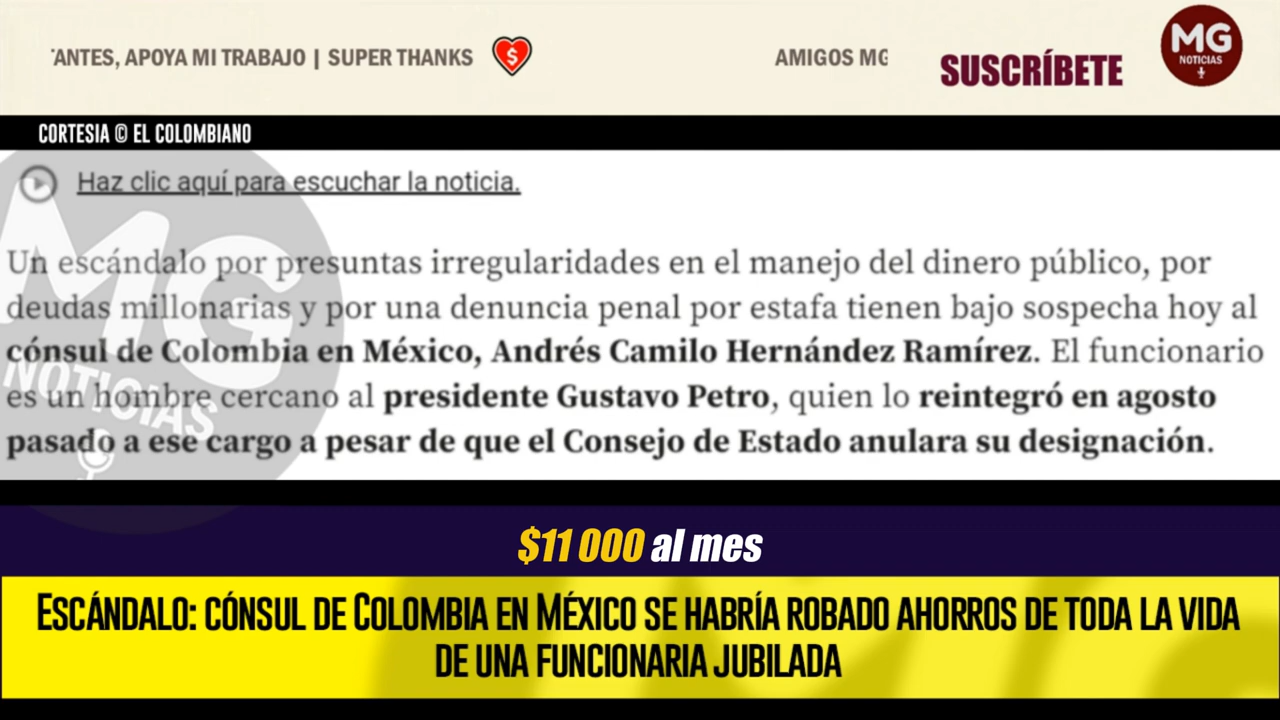 ANTES, APOYA MI TRABAJO | SUPER THANKS
$
AMIGOS MG
SUSCRÍBETE
MG
NOTICIAS
CORTESIA © EL COLOMBIANO
Haz clic aquí para escuchar la noticia.
Un escándalo por presuntas irregularidades en el manejo del dinero público, por
deudas millonarias y por una denuncia penal por estafa tienen bajo sospecha hoy al
cónsul de Colombia en México, Andrés Camilo Hernández Ramírez. El funcionario
es un hombre cercano al presidente Gustavo Petro, quien lo reintegró en agosto
pasado a ese cargo a pesar de que el Consejo de Estado anulara su designación.
MG
NOTICIAS
$11 000 al mes
ESCÁNDALO: CÓNSUL DE COLOMBIA EN MÉXICO SE HABRÍA ROBADO AHORROS DE TODA LA VIDA
DE UNA FUNCIONARIA JUBILADA